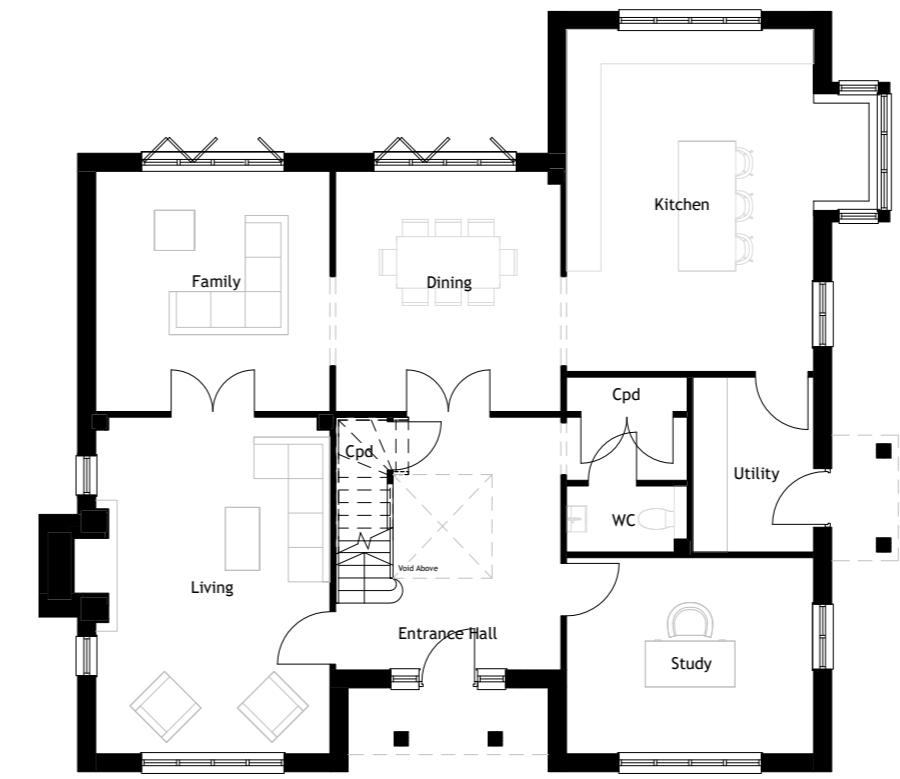 Kitchen
Family
Dining
Cpd
Cpd
Utility
WC
Void Above
Living
Entrance Hall
Study